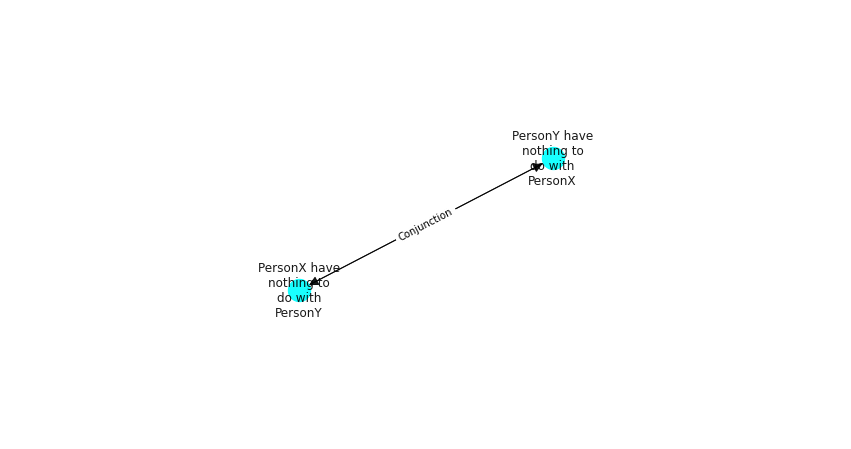 PersonY have
nothing to
do with
PersonX
Conjunction
PersonX have
nothing to
do with
PersonY